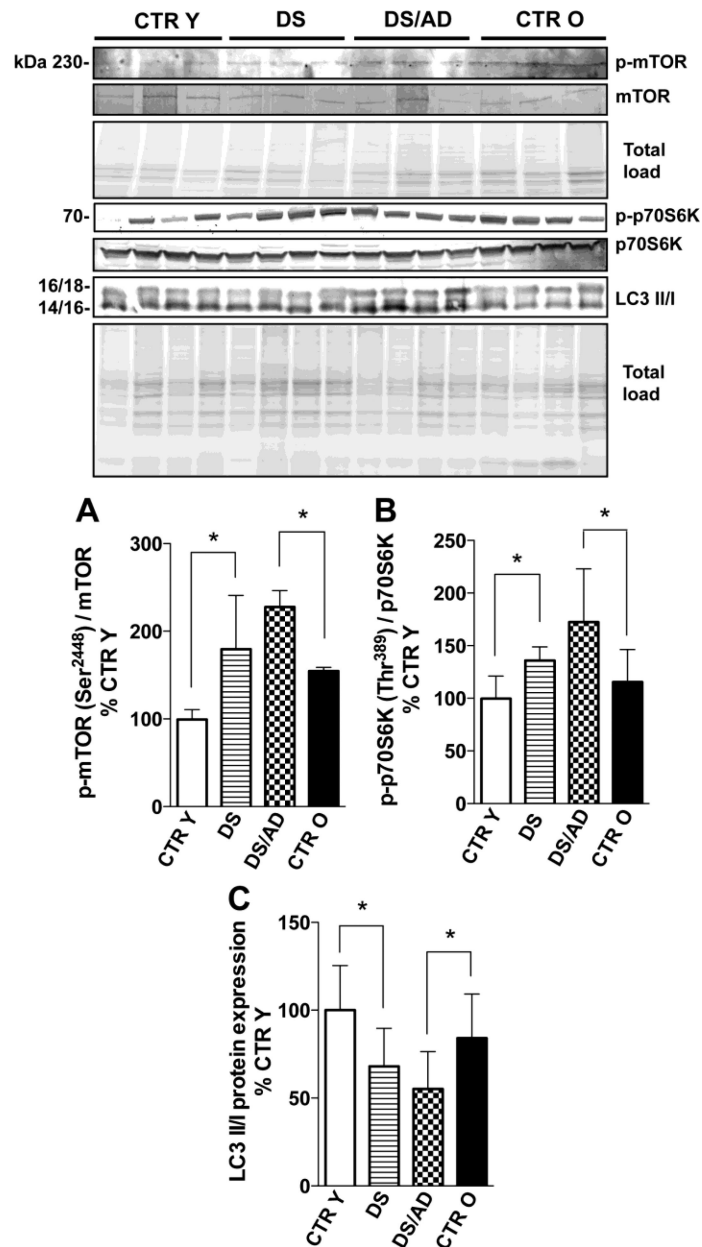 CTR Y DS DS/AD CTR O
kDa 230- p-mTOR
mTOR
Total
load
70- p-p70S6K
p70S6K
16/18- LC3 II/I
14/16-
Total
load
A
p-mTOR (Ser2448) / mTOR
% CTR Y
300
200
100
0
*
*
CTR Y
DS
DS/AD
CTR O
B
p-p70S6K (Thr389) / p70S6K
% CTR Y
250
200
150
100
50
0
*
*
CTR Y
DS
DS/AD
CTR O
C
LC3 II/I protein expression
% CTR Y
150
100
50
0
*
*
CTR Y
DS
DS/AD
CTR O